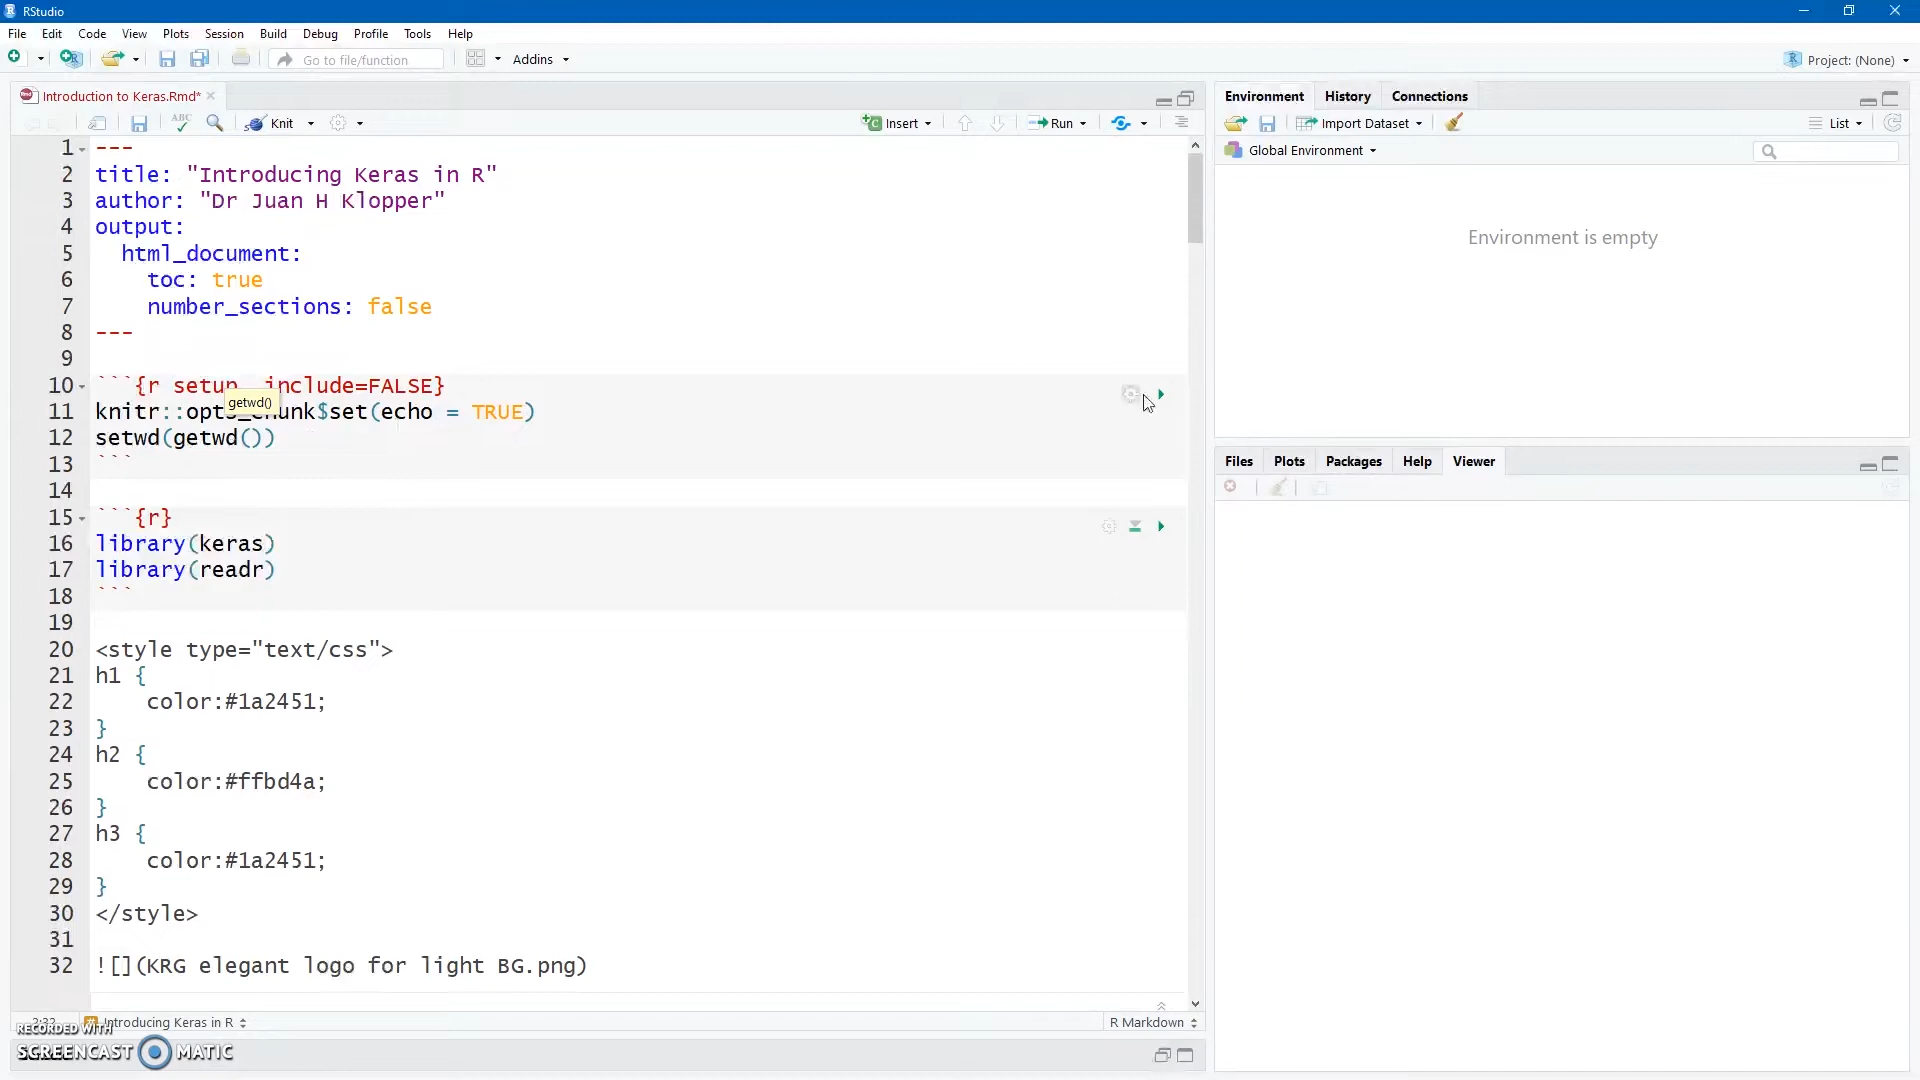 RStudio
File Edit Code View Plots Session Build Debug Profile Tools Help
Go to file/function Addins Project: (None)
Introduction to Keras.Rmd* ×
ABC Knit Insert Run
1 ---
2 title: "Introducing Keras in R"
3 author: "Dr Juan H Klopper"
4 output:
5 html_document:
6 toc: true
7 number_sections: false
8 ---
9
10 ```{r setup, include=FALSE}
getwd()
11 knitr::opts_chunk$set(echo = TRUE)
12 setwd(getwd())
13 ```
14
15 ```{r}
16 library(keras)
17 library(readr)
18 ```
19
20 <style type="text/css">
21 h1 {
22 color:#1a2451;
23 }
24 h2 {
25 color:#ffbd4a;
26 }
27 h3 {
28 color:#1a2451;
29 }
30 </style>
31
32 ![](KRG elegant logo for light BG.png)
2:32 # Introducing Keras in R R Markdown
RECORDED WITH
SCREENCAST MATIC
Environment History Connections
Import Dataset List
Global Environment
Environment is empty
Files Plots Packages Help Viewer